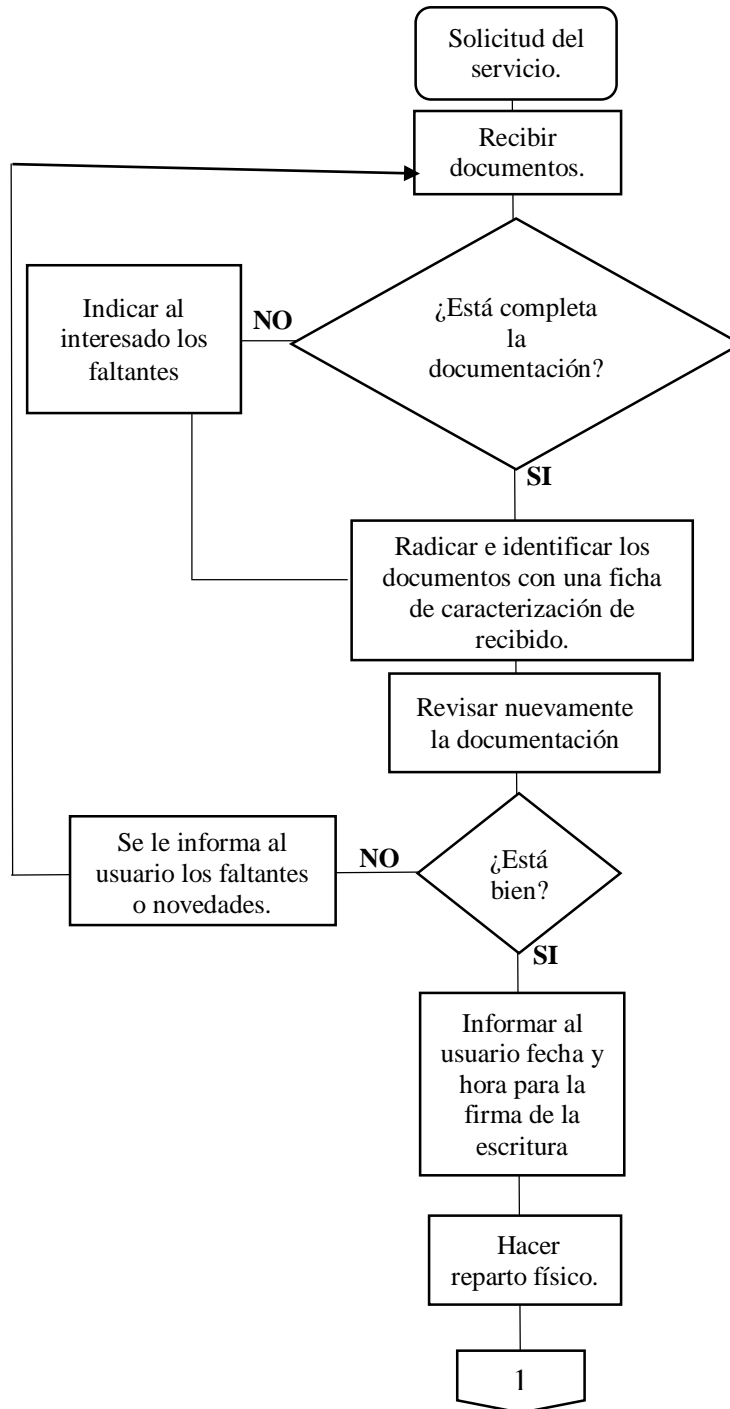 Solicitud del
servicio.
Recibir
documentos.
Indicar al
interesado los
faltantes
NO
¿Está completa
la
documentación?
SI
Radicar e identificar los
documentos con una ficha
de caracterización de
recibido.
Revisar nuevamente
la documentación
Se le informa al
usuario los faltantes
o novedades.
NO
¿Está
bien?
SI
Informar al
usuario fecha y
hora para la
firma de la
escritura
Hacer
reparto físico.
1